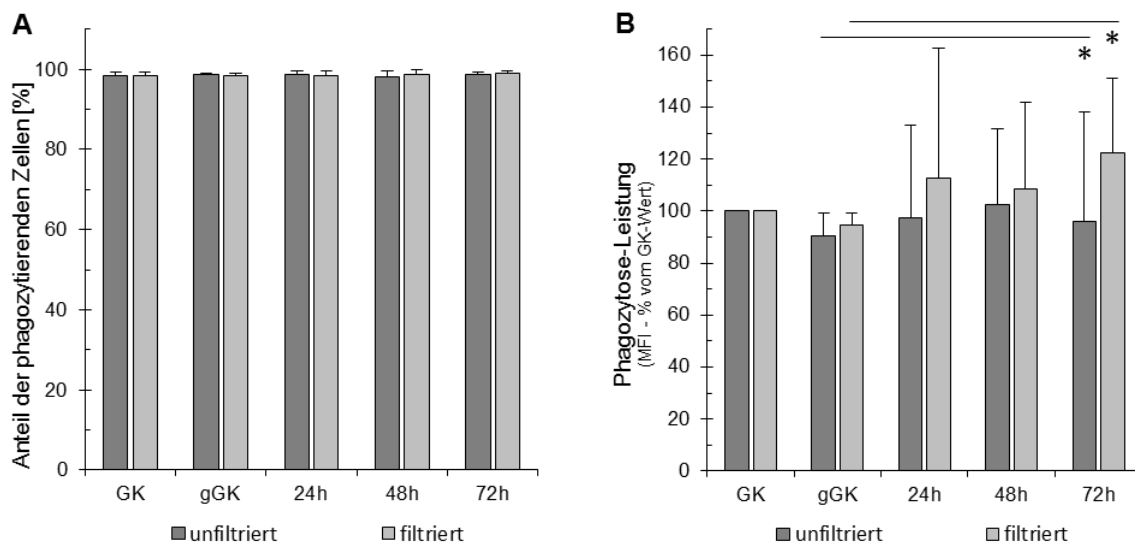 A
Anteil der phagozytierenden Zellen [%]
100
80
60
40
20
0
GK gGK 24h 48h 72h
unfiltriert filtriert
B
Phagozytose-Leistung
(MFI - % vom GK-Wert)
160
140
120
100
80
60
40
20
0
* *
GK gGK 24h 48h 72h
unfiltriert filtriert